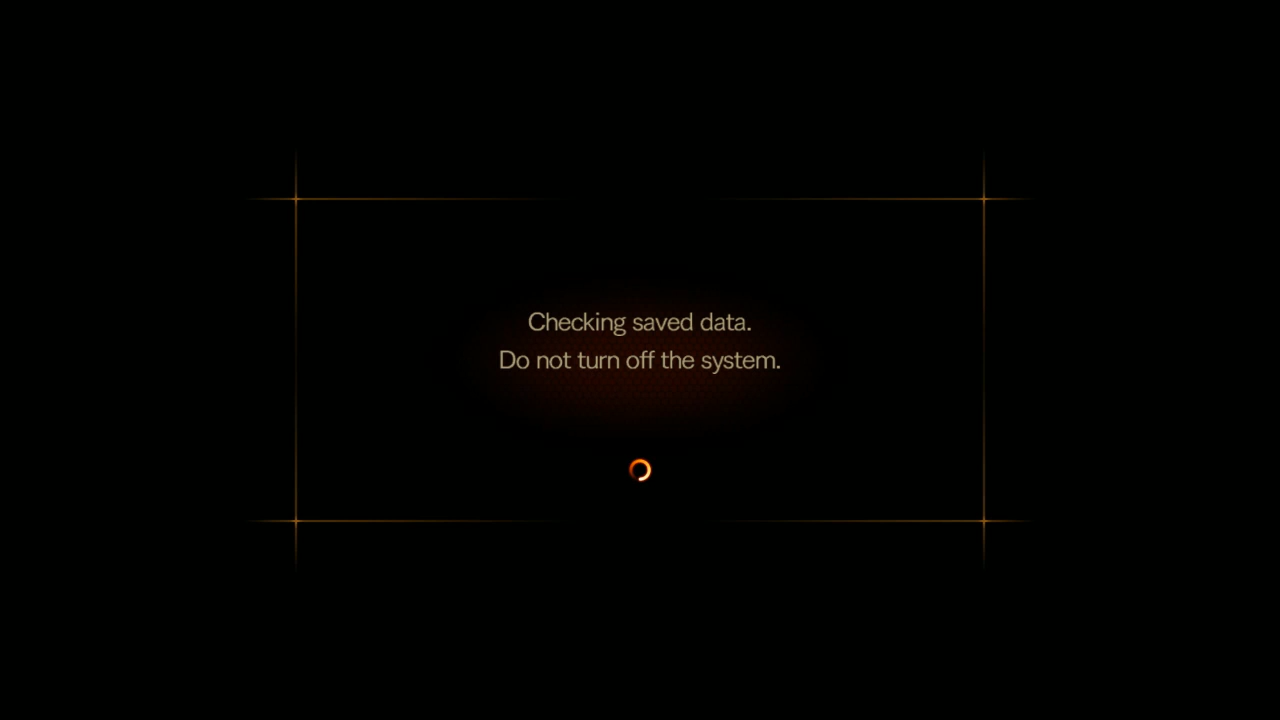 Checking saved data.
Do not turn off the system.